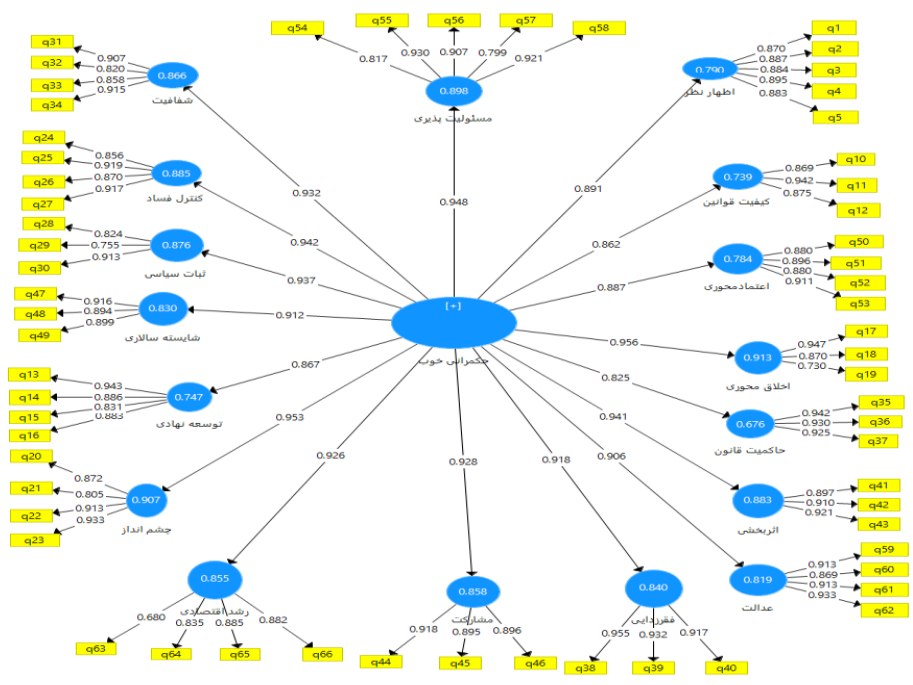 q55
q56
q57
q54
q58
0.930
0.907
0.799
0.817
0.921
0.898
مسئولیت پذیری
0.948
q31
q32
q33
q34
0.907
0.820
0.858
0.915
0.866
شفافیت
0.932
q24
q25
q26
q27
0.856
0.919
0.870
0.917
0.885
کنترل فساد
0.942
q28
q29
q30
0.824
0.755
0.913
0.876
ثبات سیاسی
0.937
q47
q48
q49
0.916
0.894
0.899
0.830
شایسته سالاری
0.912
q13
q14
q15
q16
0.943
0.886
0.831
0.883
0.747
توسعه نهادی
0.867
q20
q21
q22
q23
0.872
0.805
0.913
0.933
0.907
چشم انداز
0.953
[+]
حکمرانی خوب
q1
q2
q3
q4
q5
0.870
0.887
0.884
0.895
0.883
0.790
اظهار نظر
0.891
q10
q11
q12
0.869
0.942
0.875
0.739
کیفیت قوانین
0.862
q50
q51
q52
q53
0.880
0.896
0.880
0.911
0.784
اعتمادمحوری
0.887
q17
q18
q19
0.947
0.870
0.730
0.913
اخلاق محوری
0.956
q35
q36
q37
0.942
0.930
0.925
0.676
حاکمیت قانون
0.825
q41
q42
q43
0.897
0.910
0.921
0.883
اثربخشی
0.941
q59
q60
q61
q62
0.913
0.869
0.913
0.933
0.819
عدالت
0.906
0.926
0.855
رشد اقتصادی
0.680
0.835
0.885
0.882
q63
q64
q65
q66
0.928
0.858
مشارکت
0.918
0.895
0.896
q44
q45
q46
0.918
0.840
فقرزدایی
0.955
0.932
0.917
q38
q39
q40